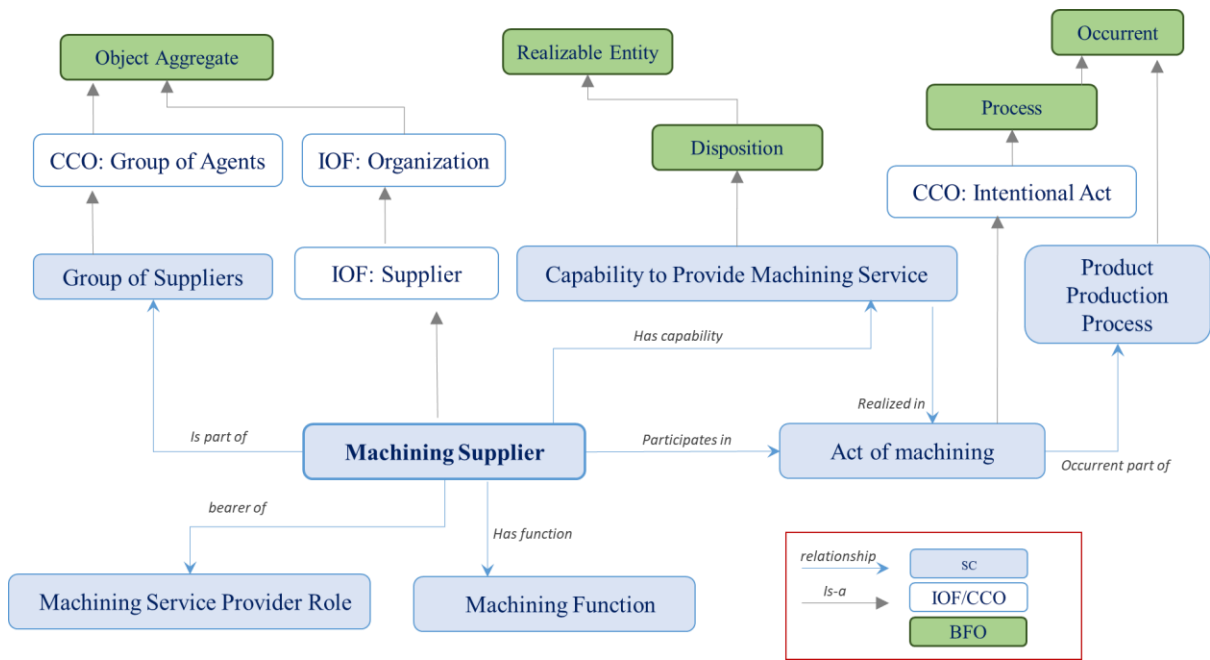 Occurrent
Realizable Entity
Object Aggregate
Process
Disposition
CCO: Group of Agents
IOF: Organization
CCO: Intentional Act
Group of Suppliers
IOF: Supplier
Capability to Provide Machining Service
Product
Production
Process
Has capability
Realized in
Is part of
Machining Supplier
Participates in
Act of machining
Occurrent part of
bearer of
Has function
Machining Service Provider Role
Machining Function
relationship
SC
Is-a
IOF/CCO
BFO